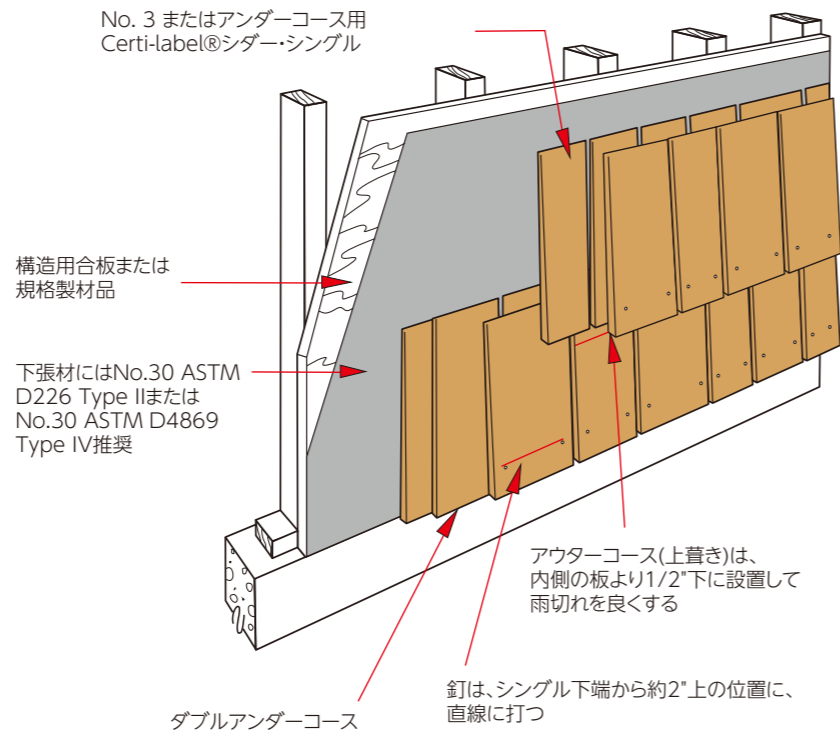 No. 3 またはアンダーコース用
Certi-label®シダー・シングル
構造用合板または
規格製材品
下張材にはNo.30 ASTM
D226 Type IIまたは
No.30 ASTM D4869
Type IV推奨
アウターコース(上葺き)は、
内側の板より1/2"下に設置して
雨切れを良くする
釘は、シングル下端から約2"上の位置に、
直線に打つ
ダブルアンダーコース